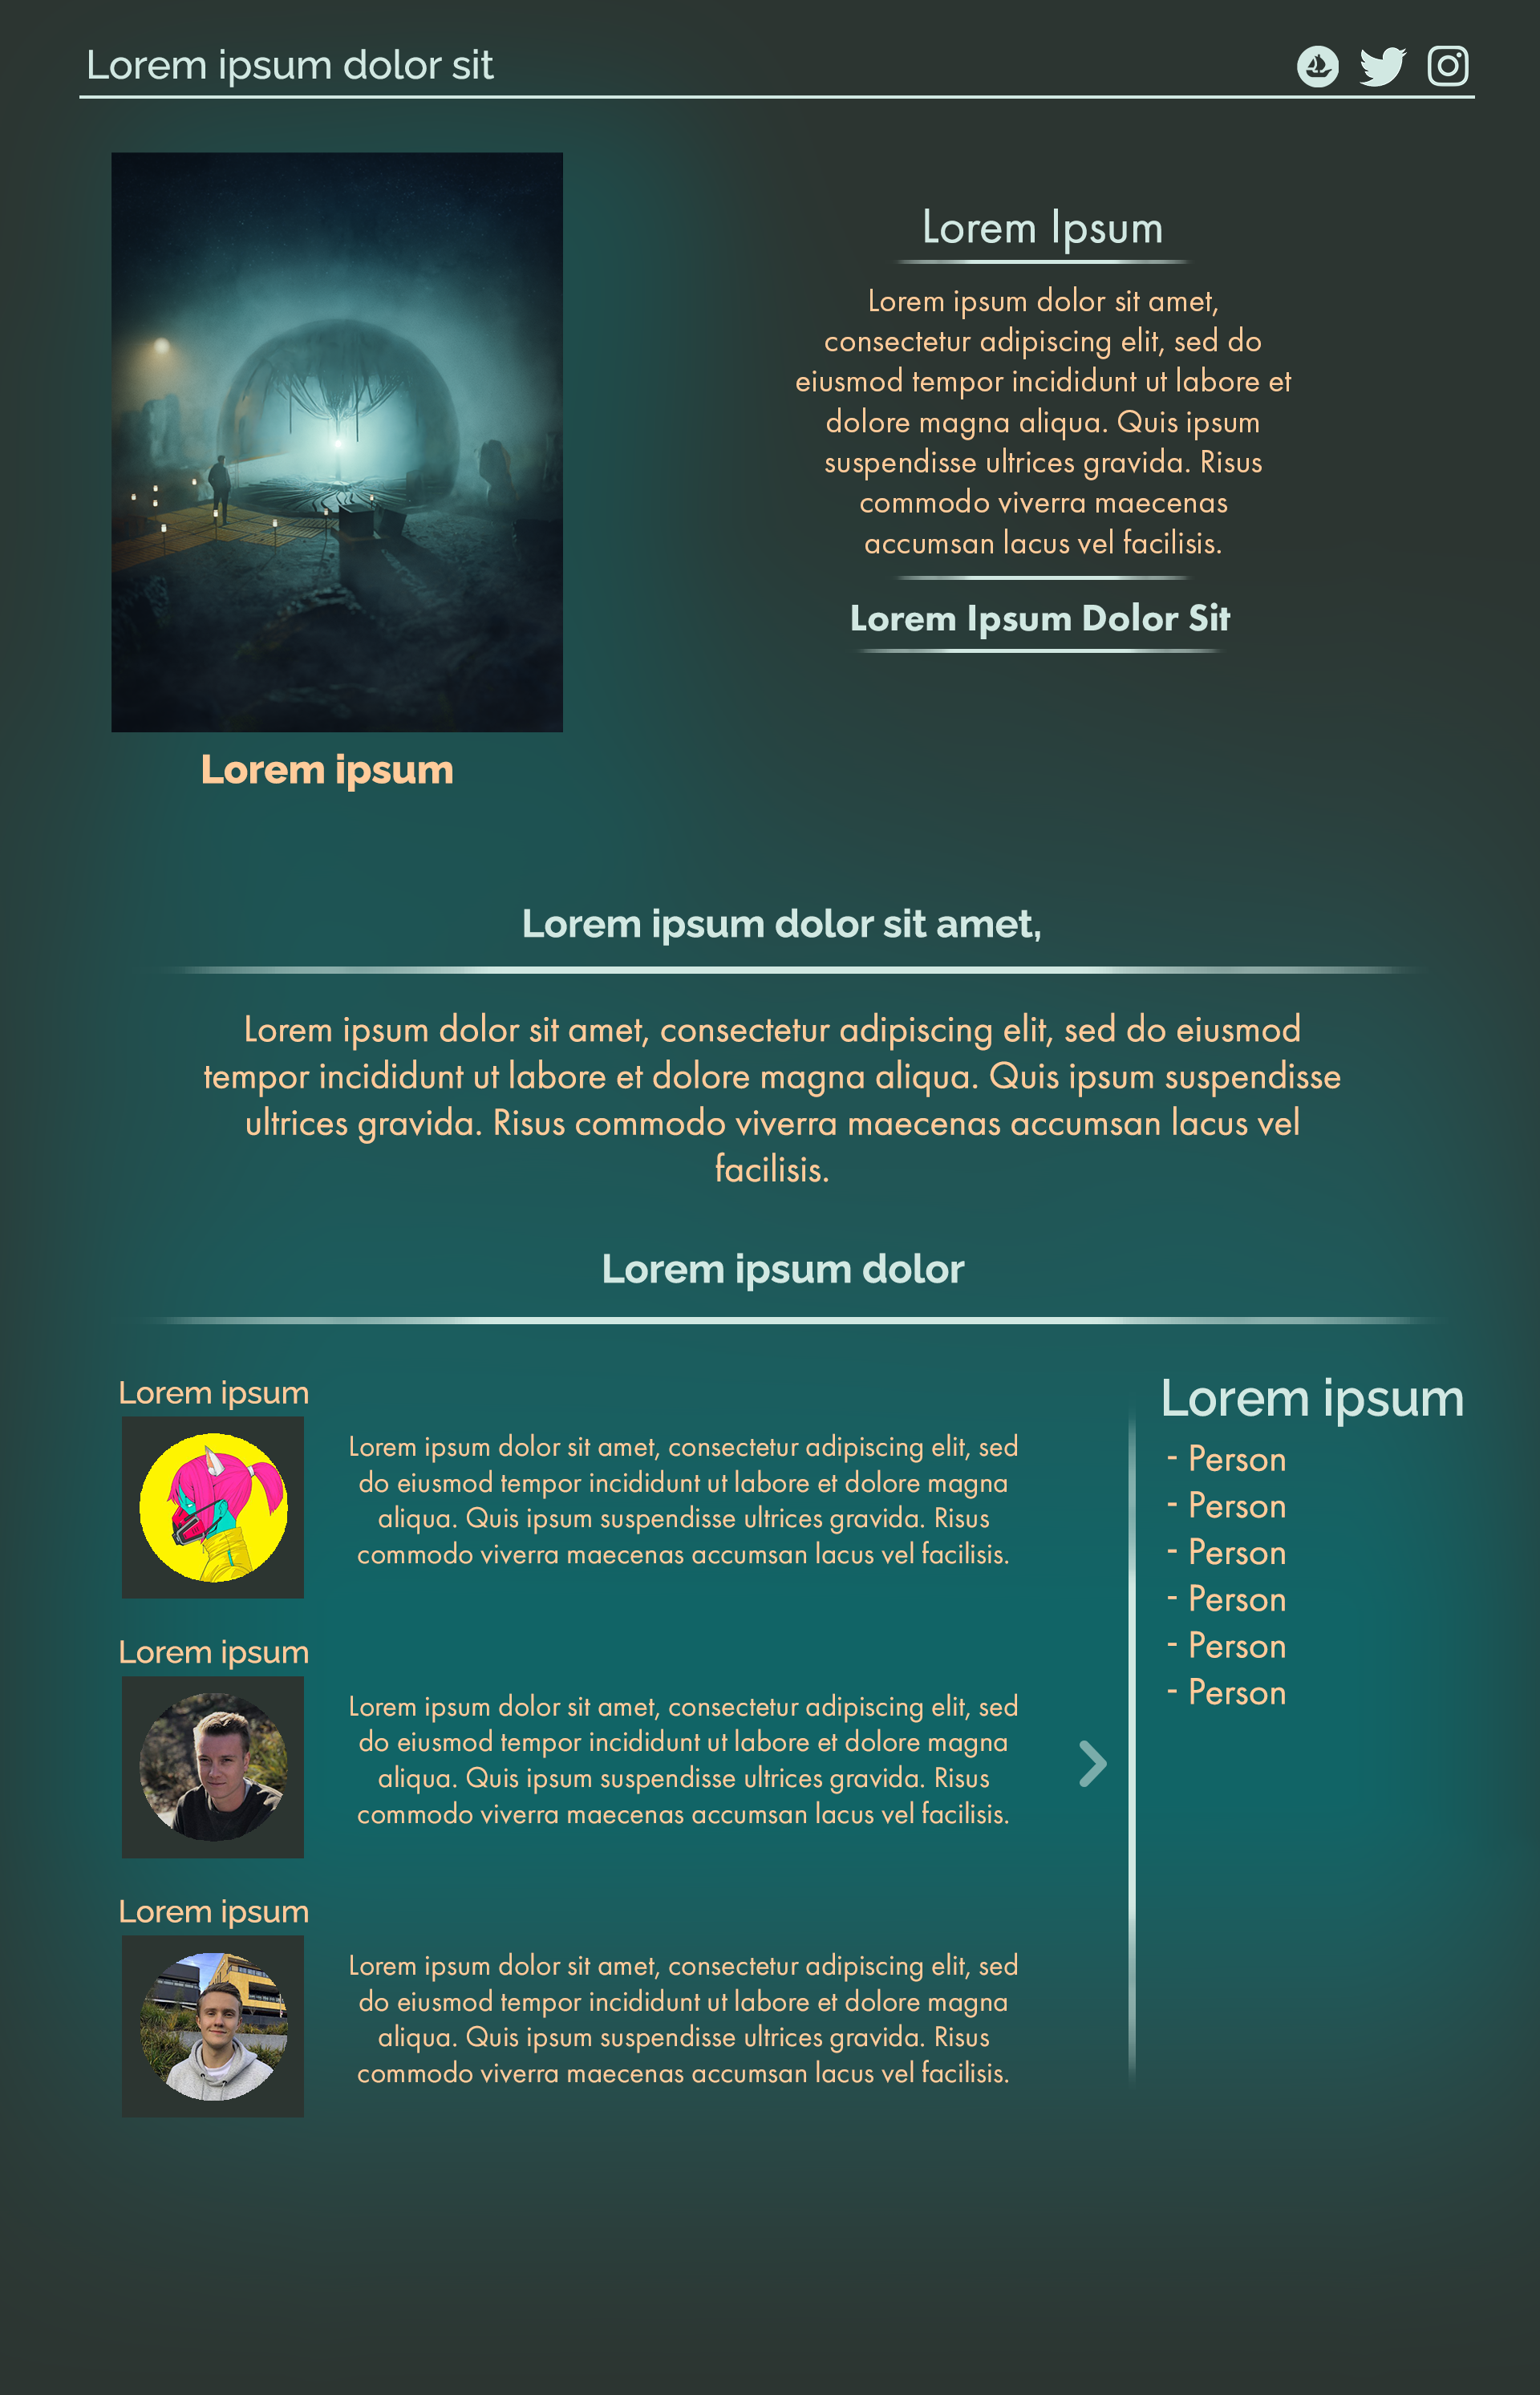 Lorem ipsum dolor sit
Lorem Ipsum
Lorem ipsum dolor sit amet,
consectetur adipiscing elit, sed do
eiusmod tempor incididunt ut labore et
dolore magna aliqua. Quis ipsum
suspendisse ultrices gravida. Risus
commodo viverra maecenas
accumsan lacus vel facilisis.
Lorem Ipsum Dolor Sit
Lorem ipsum
Lorem ipsum dolor sit amet,
Lorem ipsum dolor sit amet, consectetur adipiscing elit, sed do eiusmod
tempor incididunt ut labore et dolore magna aliqua. Quis ipsum suspendisse
ultrices gravida. Risus commodo viverra maecenas accumsan lacus vel
facilisis.
Lorem ipsum dolor
Lorem ipsum
Lorem ipsum dolor sit amet, consectetur adipiscing elit, sed
do eiusmod tempor incididunt ut labore et dolore magna
aliqua. Quis ipsum suspendisse ultrices gravida. Risus
commodo viverra maecenas accumsan lacus vel facilisis.
Lorem ipsum
Lorem ipsum dolor sit amet, consectetur adipiscing elit, sed
do eiusmod tempor incididunt ut labore et dolore magna
aliqua. Quis ipsum suspendisse ultrices gravida. Risus
commodo viverra maecenas accumsan lacus vel facilisis.
Lorem ipsum
Lorem ipsum dolor sit amet, consectetur adipiscing elit, sed
do eiusmod tempor incididunt ut labore et dolore magna
aliqua. Quis ipsum suspendisse ultrices gravida. Risus
commodo viverra maecenas accumsan lacus vel facilisis.
Lorem ipsum
- Person
- Person
- Person
- Person
- Person
- Person